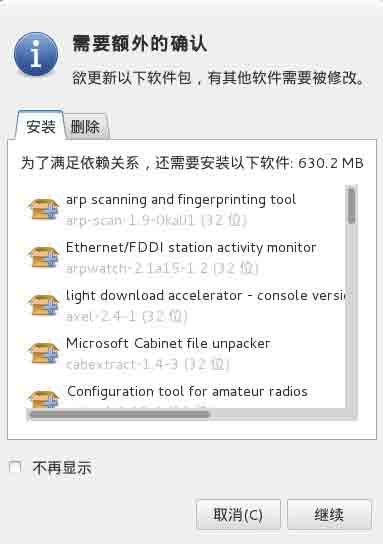 需要额外的确认
欲更新以下软件包，有其他软件需要被修改。
安装 删除
为了满足依赖关系，还需要安装以下软件: 630.2 MB
arp scanning and fingerprinting tool
arp-scan-1.9-0kali1 (32 位)
Ethernet/FDDI station activity monitor
arpwatch-2.1a15-1.2 (32 位)
light download accelerator - console versi
axel-2.4-1 (32 位)
Microsoft Cabinet file unpacker
cabextract-1.4-3 (32 位)
Configuration tool for amateur radios
不再显示
取消(C) 继续